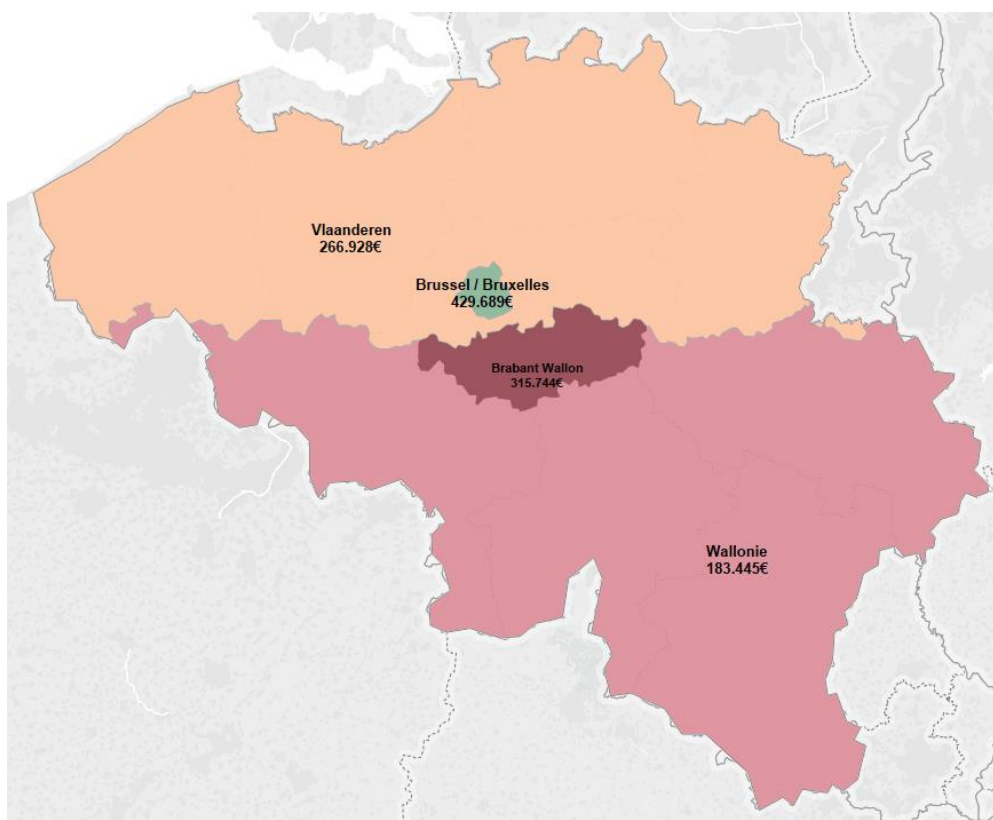 Vlaanderen
266.928€
Brussel / Bruxelles
429.689€
Brabant Wallon
315.744€
Wallonie
183.445€